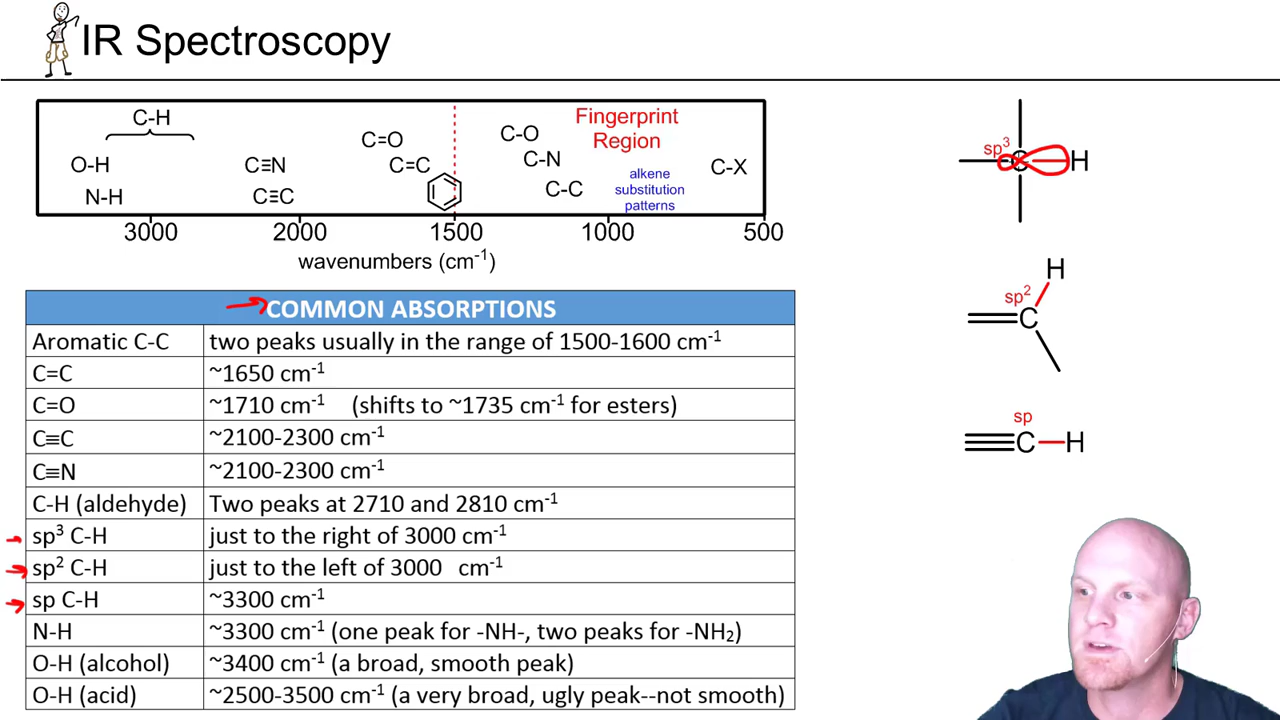 IR Spectroscopy
C-H
O-H
N-H
C≡N
C≡C
C=O
C=C
C-O
C-N
C-C
Fingerprint
Region
alkene
substitution
patterns
C-X
3000 2000 1500 1000 500
wavenumbers (cm⁻¹)
COMMON ABSORPTIONS
Aromatic C-C two peaks usually in the range of 1500-1600 cm⁻¹
C=C ~1650 cm⁻¹
C=O ~1710 cm⁻¹ (shifts to ~1735 cm⁻¹ for esters)
C≡C ~2100-2300 cm⁻¹
C≡N ~2100-2300 cm⁻¹
C-H (aldehyde) Two peaks at 2710 and 2810 cm⁻¹
sp³ C-H just to the right of 3000 cm⁻¹
sp² C-H just to the left of 3000 cm⁻¹
sp C-H ~3300 cm⁻¹
N-H ~3300 cm⁻¹ (one peak for -NH-, two peaks for -NH₂)
O-H (alcohol) ~3400 cm⁻¹ (a broad, smooth peak)
O-H (acid) ~2500-3500 cm⁻¹ (a very broad, ugly peak--not smooth)
sp³
C H
H
sp²
C
sp
C H